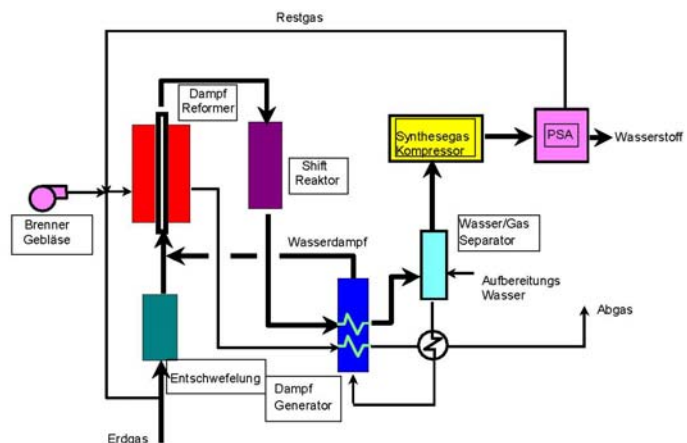 Restgas
Dampf
Reformer
Synthesegas
Kompressor
PSA
Wasserstoff
Shift
Reaktor
Brenner
Gebläse
Wasserdampf
Wasser/Gas
Separator
Aufbereitungs
Wasser
Abgas
Entschwefelung
Dampf
Generator
Erdgas